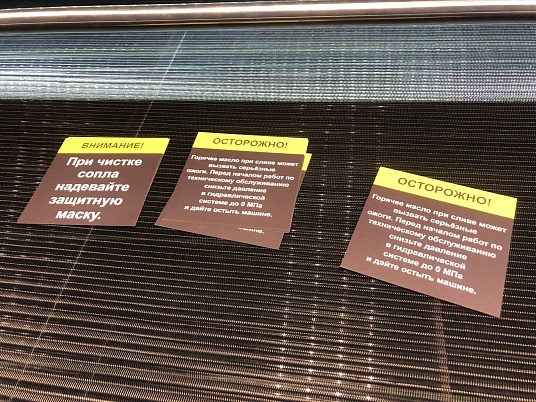 ВНИМАНИЕ!
При чистке
сопла
надевайте
защитную
маску.
ОСТОРОЖНО!
Горячее масло при сливе может
вызвать серьёзные
ожоги. Перед началом работ по
техническому обслуживанию
снизьте давление
в гидравлической
системе до 0 МПа
и дайте остыть машине.
машине.
ОСТОРОЖНО!
Горячее масло при сливе может
вызвать серьёзные
ожоги. Перед началом работ по
техническому обслуживанию
снизьте давление
в гидравлической
системе до 0 МПа
и дайте остыть машине.